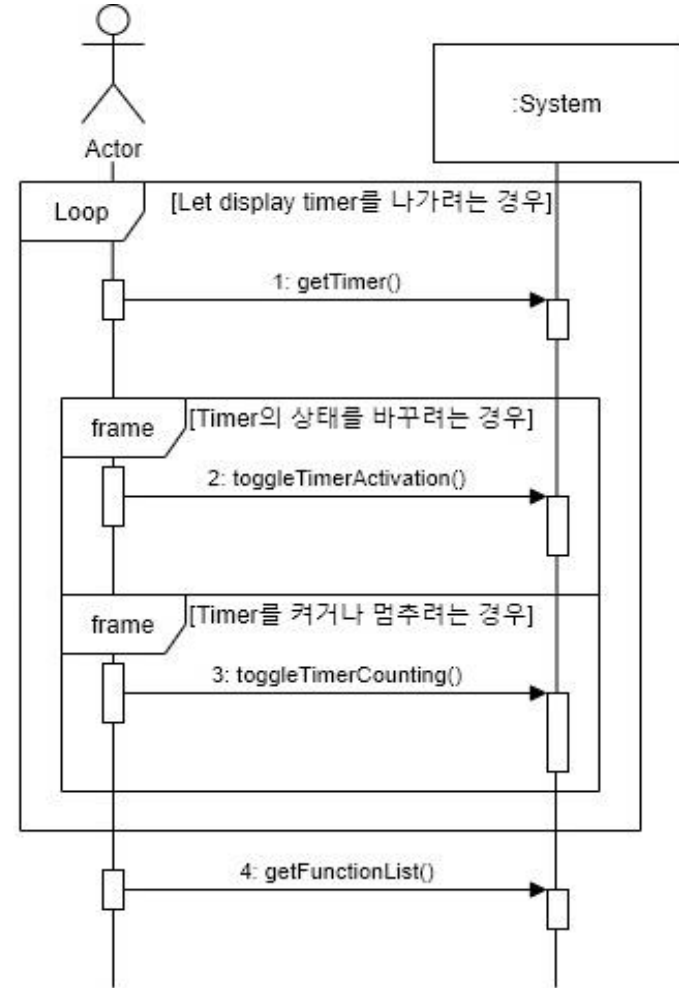 Actor
:System
Loop
[Let display timer를 나가려는 경우]
1: getTimer()
frame
[Timer의 상태를 바꾸려는 경우]
2: toggleTimerActivation()
frame
[Timer를 켜거나 멈추려는 경우]
3: toggleTimerCounting()
4: getFunctionList()